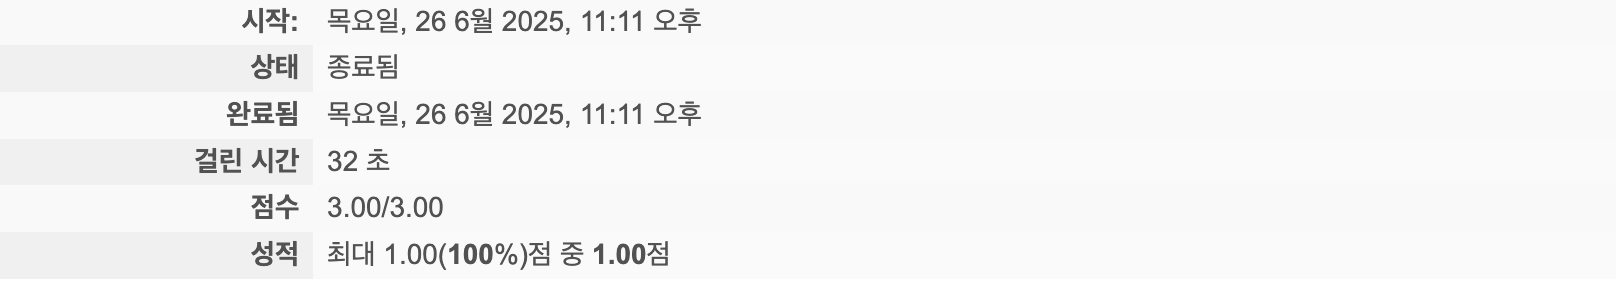 시작: 목요일, 26 6월 2025, 11:11 오후
상태 종료됨
완료됨 목요일, 26 6월 2025, 11:11 오후
걸린 시간 32 초
점수 3.00/3.00
성적 최대 1.00(100%)점 중 1.00점